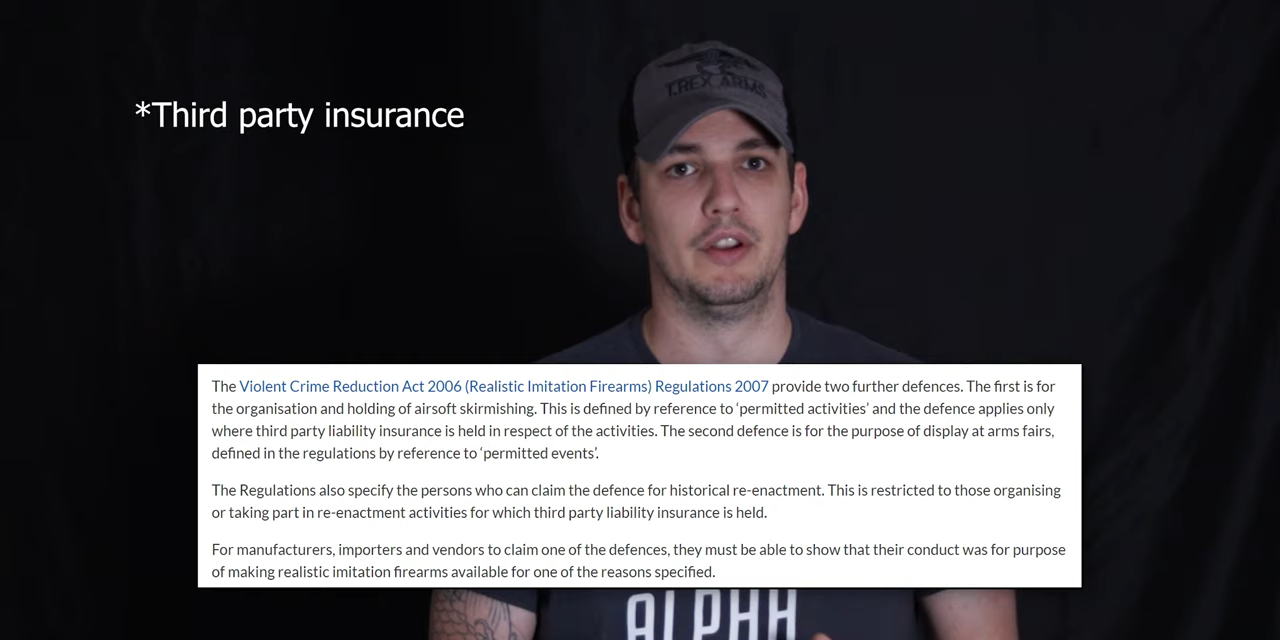 T.REX ARMS
*Third party insurance
The Violent Crime Reduction Act 2006 (Realistic Imitation Firearms) Regulations 2007 provide two further defences. The first is for
the organisation and holding of airsoft skirmishing. This is defined by reference to ‘permitted activities’ and the defence applies only
where third party liability insurance is held in respect of the activities. The second defence is for the purpose of display at arms fairs,
defined in the regulations by reference to ‘permitted events’.
The Regulations also specify the persons who can claim the defence for historical re-enactment. This is restricted to those organising
or taking part in re-enactment activities for which third party liability insurance is held.
For manufacturers, importers and vendors to claim one of the defences, they must be able to show that their conduct was for purpose
of making realistic imitation firearms available for one of the reasons specified.
ALPHA